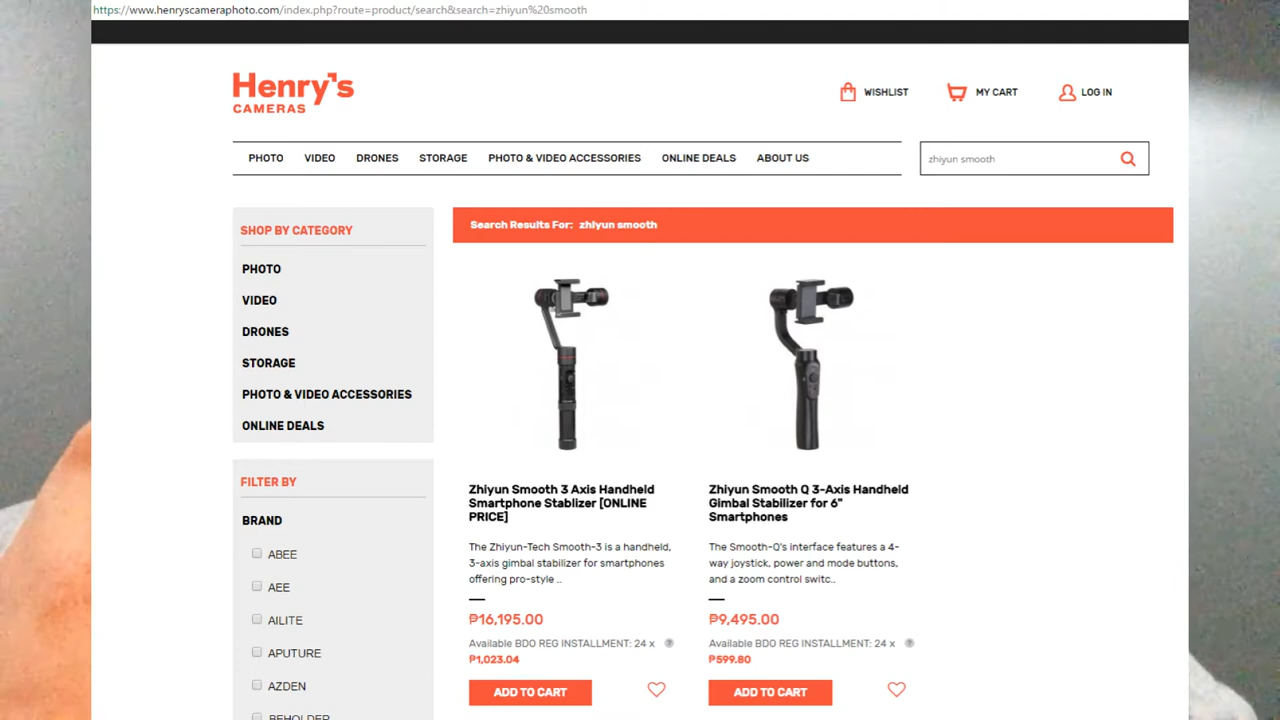 https://www.henryscameraphoto.com/index.php?route=product/search&search=zhiyun%20smooth
Henry's
CAMERAS
WISHLIST
MY CART
LOG IN
PHOTO
VIDEO
DRONES
STORAGE
PHOTO & VIDEO ACCESSORIES
ONLINE DEALS
ABOUT US
zhiyun smooth
SHOP BY CATEGORY
PHOTO
VIDEO
DRONES
STORAGE
PHOTO & VIDEO ACCESSORIES
ONLINE DEALS
FILTER BY
BRAND
ABEE
AEE
AILITE
APUTURE
AZDEN
BEHOLDER
Search Results For: zhiyun smooth
Zhiyun Smooth 3 Axis Handheld
Smartphone Stablizer [ONLINE
PRICE]
The Zhiyun-Tech Smooth-3 is a handheld,
3-axis gimbal stabilizer for smartphones
offering pro-style ..
₱16,195.00
Available BDO REG INSTALLMENT: 24 x
₱1,023.04
ADD TO CART
Zhiyun Smooth Q 3-Axis Handheld
Gimbal Stabilizer for 6"
Smartphones
The Smooth-Q's interface features a 4-
way joystick, power and mode buttons,
and a zoom control switc..
₱9,495.00
Available BDO REG INSTALLMENT: 24 x
₱599.80
ADD TO CART